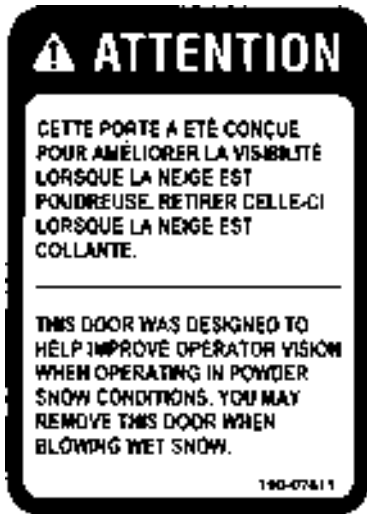 ATTENTION
CETTE PORTE A ETÉ CONÇUE
POUR AMÉLIORER LA VISIBILITÉ
LORSQUE LA NEIGE EST
POUDREUSE. RETIRER CELLE-CI
LORSQUE LA NEIGE EST
COLLANTE.
THIS DOOR WAS DESIGNED TO
HELP IMPROVE OPERATOR VISION
WHEN OPERATING IN POWDER
SNOW CONDITIONS. YOU MAY
REMOVE THIS DOOR WHEN
BLOWING WET SNOW.